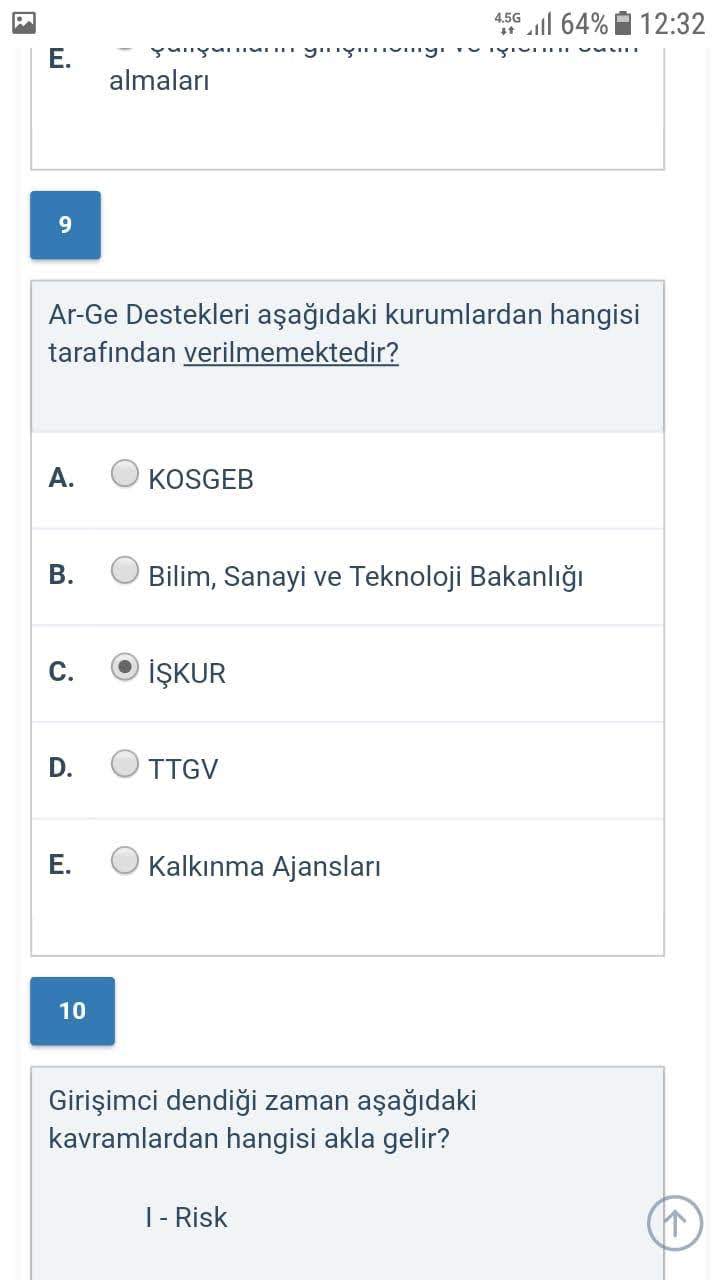 4.5G 64% 12:32
E.
almaları
9
Ar-Ge Destekleri aşağıdaki kurumlardan hangisi
tarafından verilmemektedir?
A. KOSGEB
B. Bilim, Sanayi ve Teknoloji Bakanlığı
C. İŞKUR
D. TTGV
E. Kalkınma Ajansları
10
Girişimci dendiği zaman aşağıdaki
kavramlardan hangisi akla gelir?
I - Risk